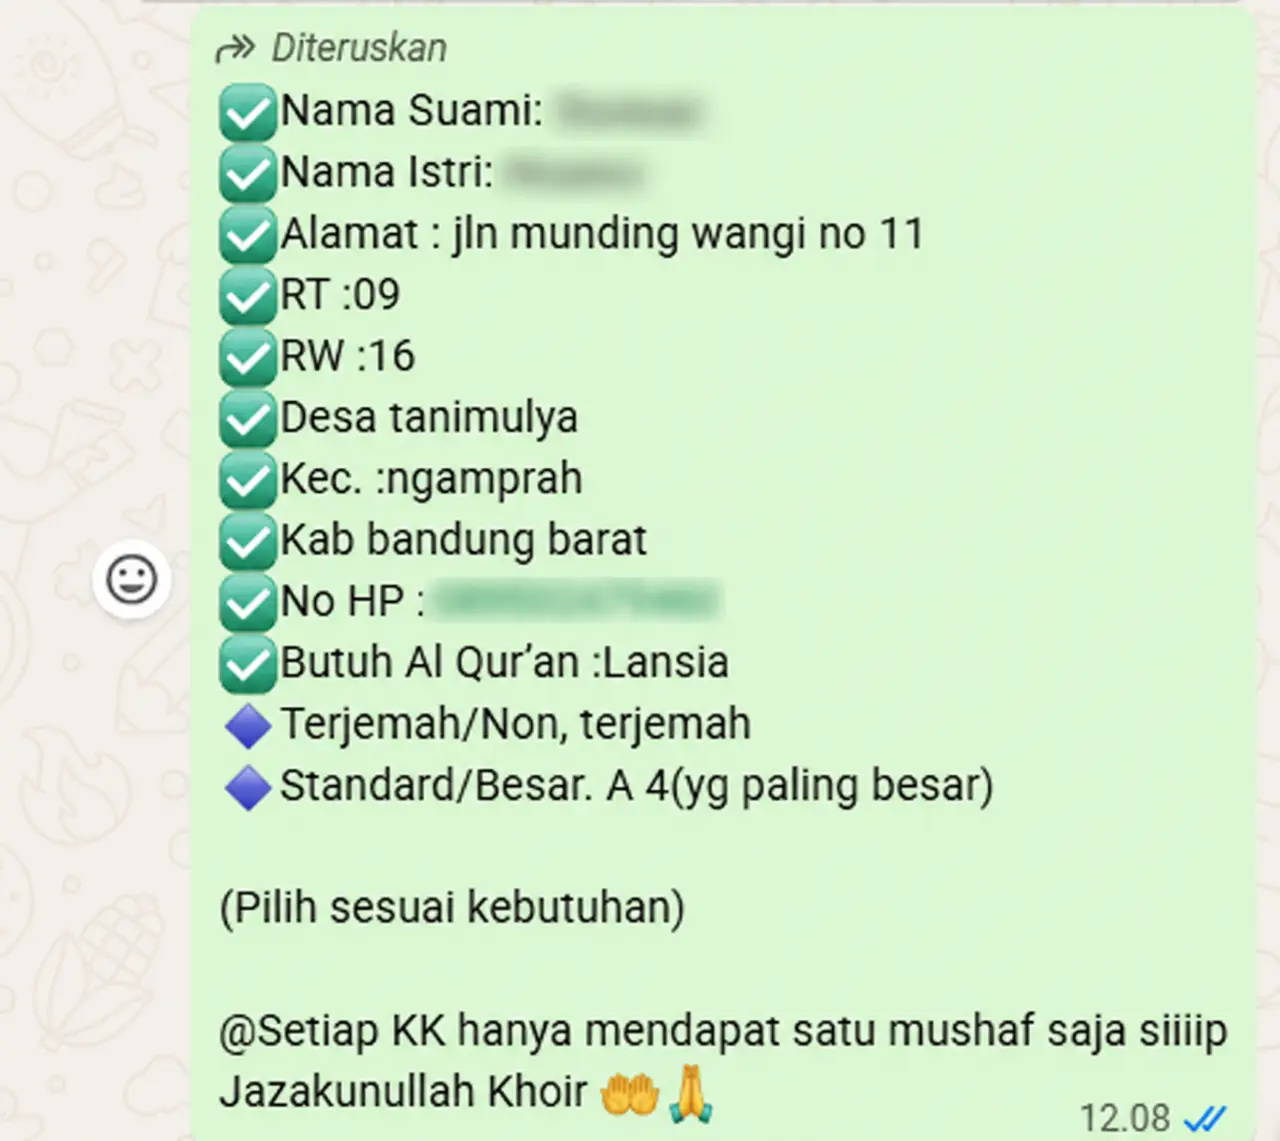 Diteruskan
✅Nama Suami:
✅Nama Istri:
✅Alamat : jln munding wangi no 11
✅RT :09
✅RW :16
✅Desa tanimulya
✅Kec. :ngamprah
✅Kab bandung barat
✅No HP :
✅Butuh Al Qur’an :Lansia
🔷Terjemah/Non, terjemah
🔷Standard/Besar. A 4(yg paling besar)
(Pilih sesuai kebutuhan)
@Setiap KK hanya mendapat satu mushaf saja siiiip
Jazakunullah Khoir 🤲🙏
12.08